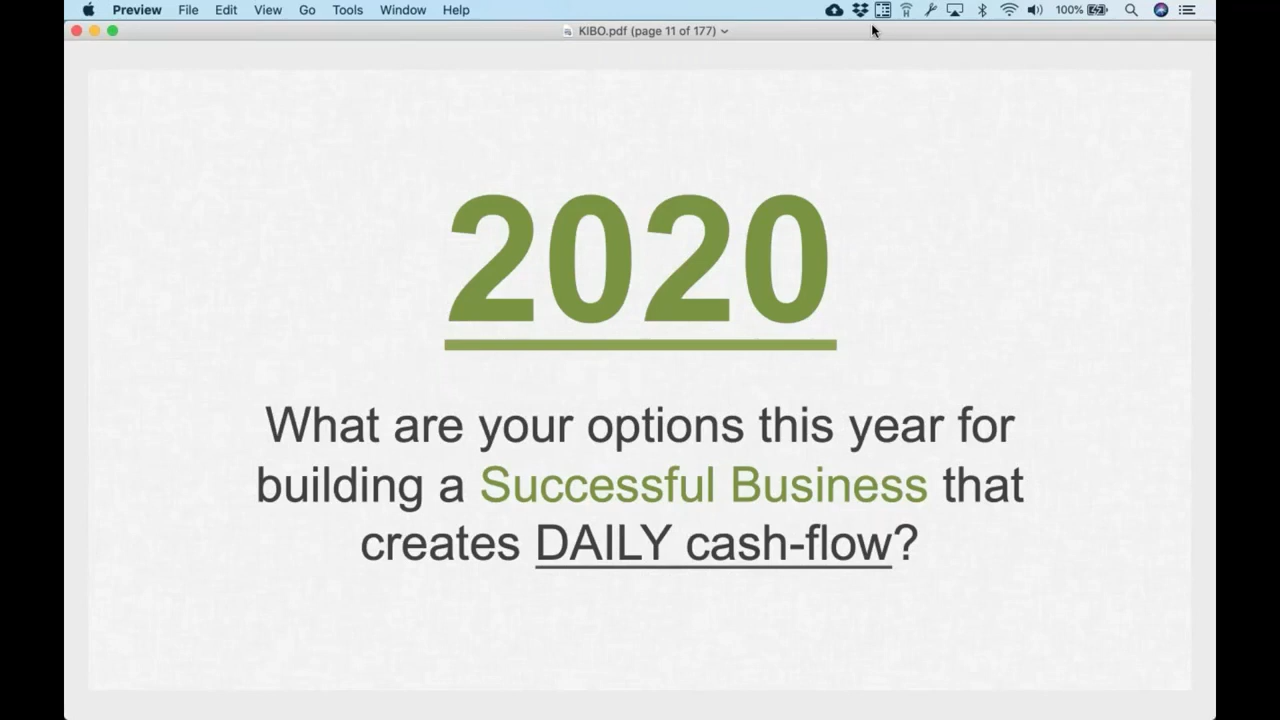 Preview File Edit View Go Tools Window Help 100%
KIBO.pdf (page 11 of 177)
2020
What are your options this year for
building a Successful Business that
creates DAILY cash-flow?